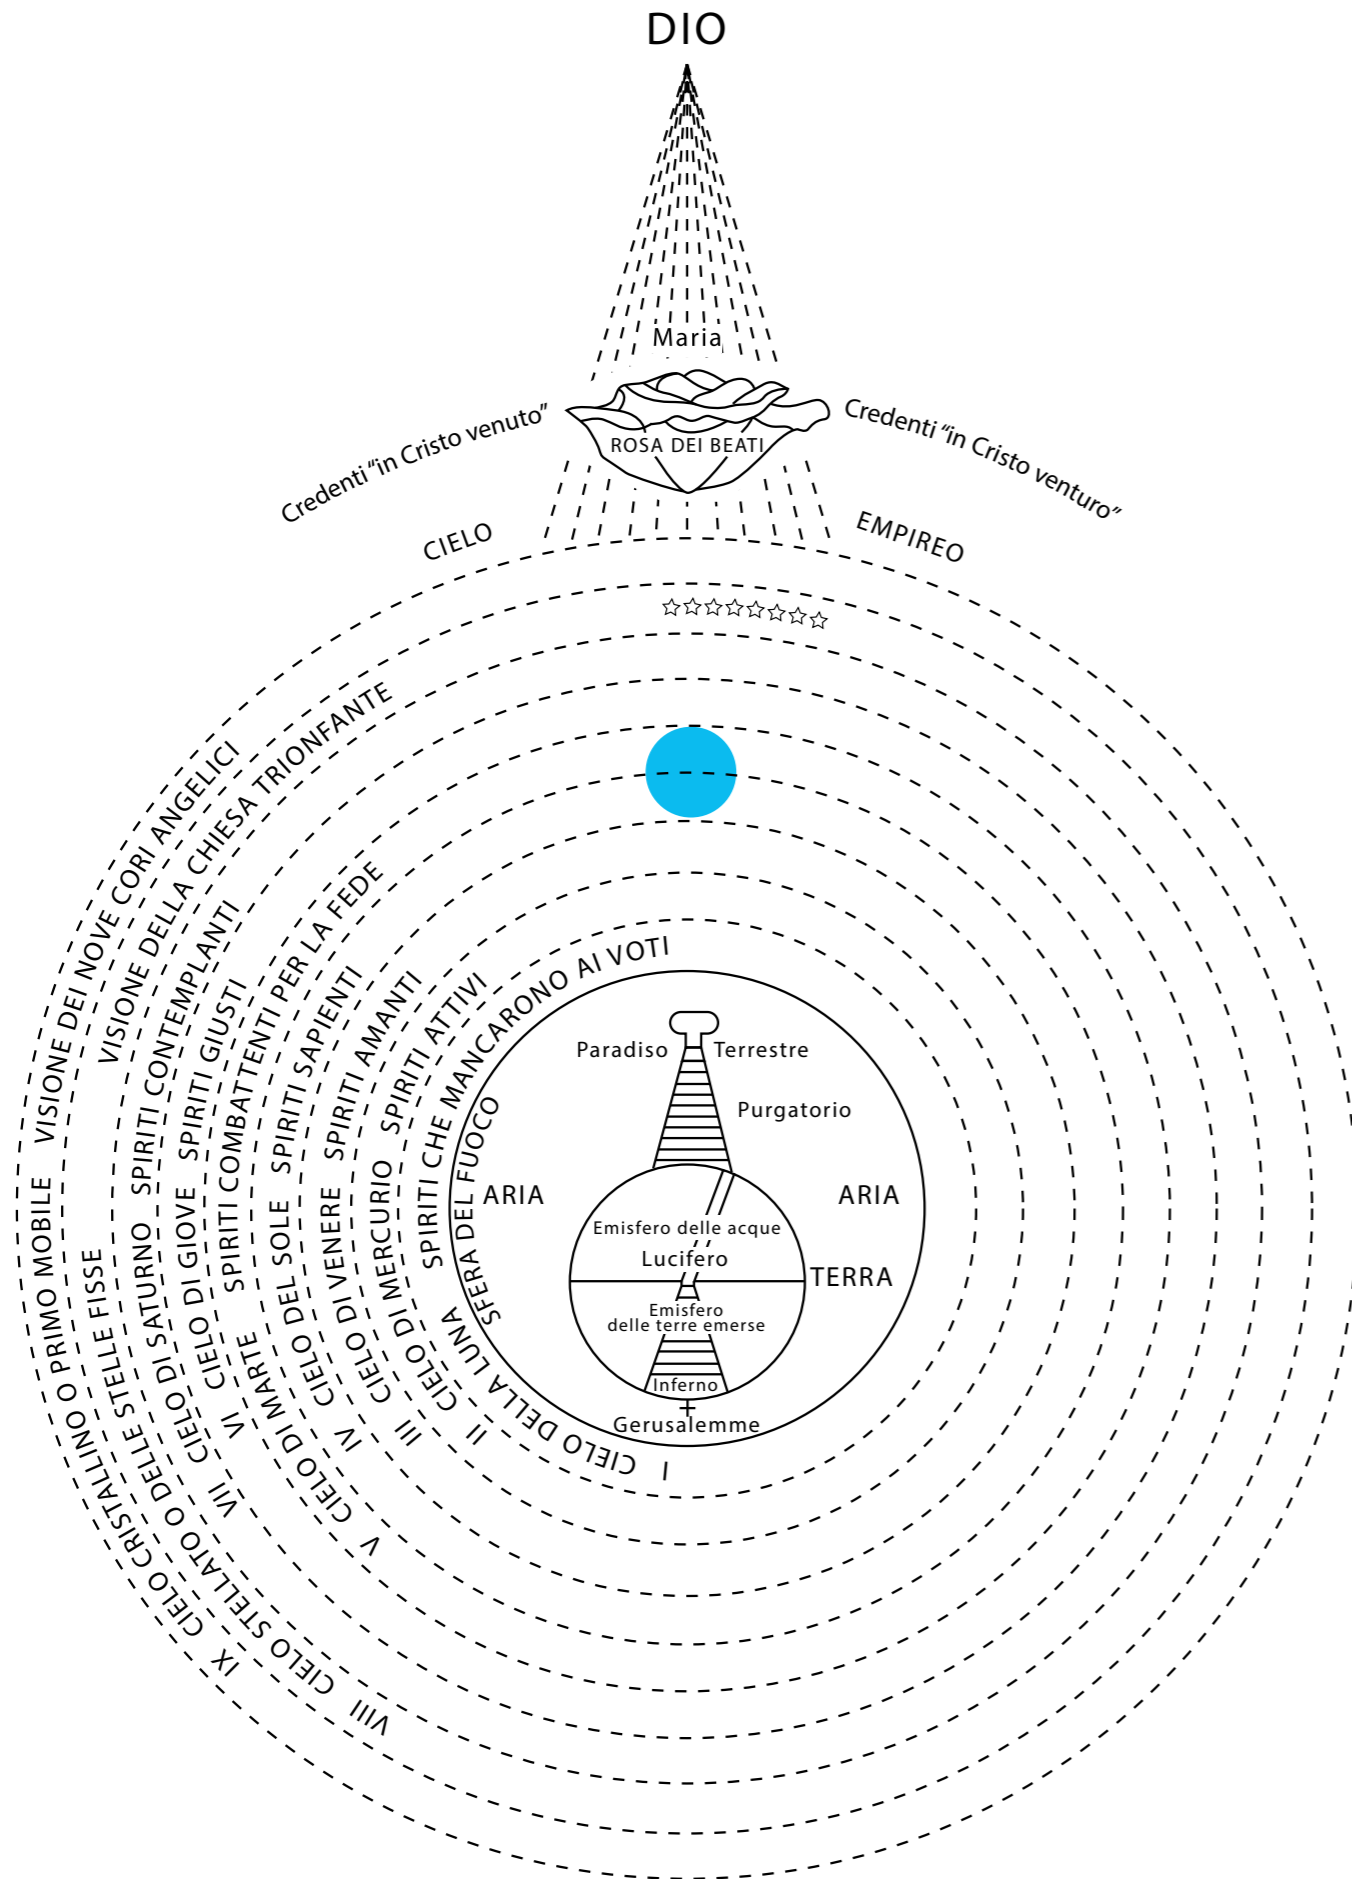 DIO
Maria
ROSA DEI BEATI
Credenti “in Cristo venuto”
Credenti “in Cristo venturo”
CIELO
EMPIREO
IX CIELO CRISTALLINO O PRIMO MOBILE VISIONE DEI NOVE CORI ANGELICI
VIII CIELO STELLATO O DELLE STELLE FISSE VISIONE DELLA CHIESA TRIONFANTE
VII CIELO DI SATURNO SPIRITI CONTEMPLANTI
VI CIELO DI GIOVE SPIRITI GIUSTI
V CIELO DI MARTE SPIRITI COMBATTENTI PER LA FEDE
IV CIELO DEL SOLE SPIRITI SAPIENTI
III CIELO DI VENERE SPIRITI AMANTI
II CIELO DI MERCURIO SPIRITI ATTIVI
I CIELO DELLA LUNA SPIRITI CHE MANCARONO AI VOTI
SFERA DEL FUOCO
Paradiso Terrestre
Purgatorio
ARIA
ARIA
Emisfero delle acque
Lucifero
TERRA
Emisfero
delle terre emerse
Inferno
Gerusalemme